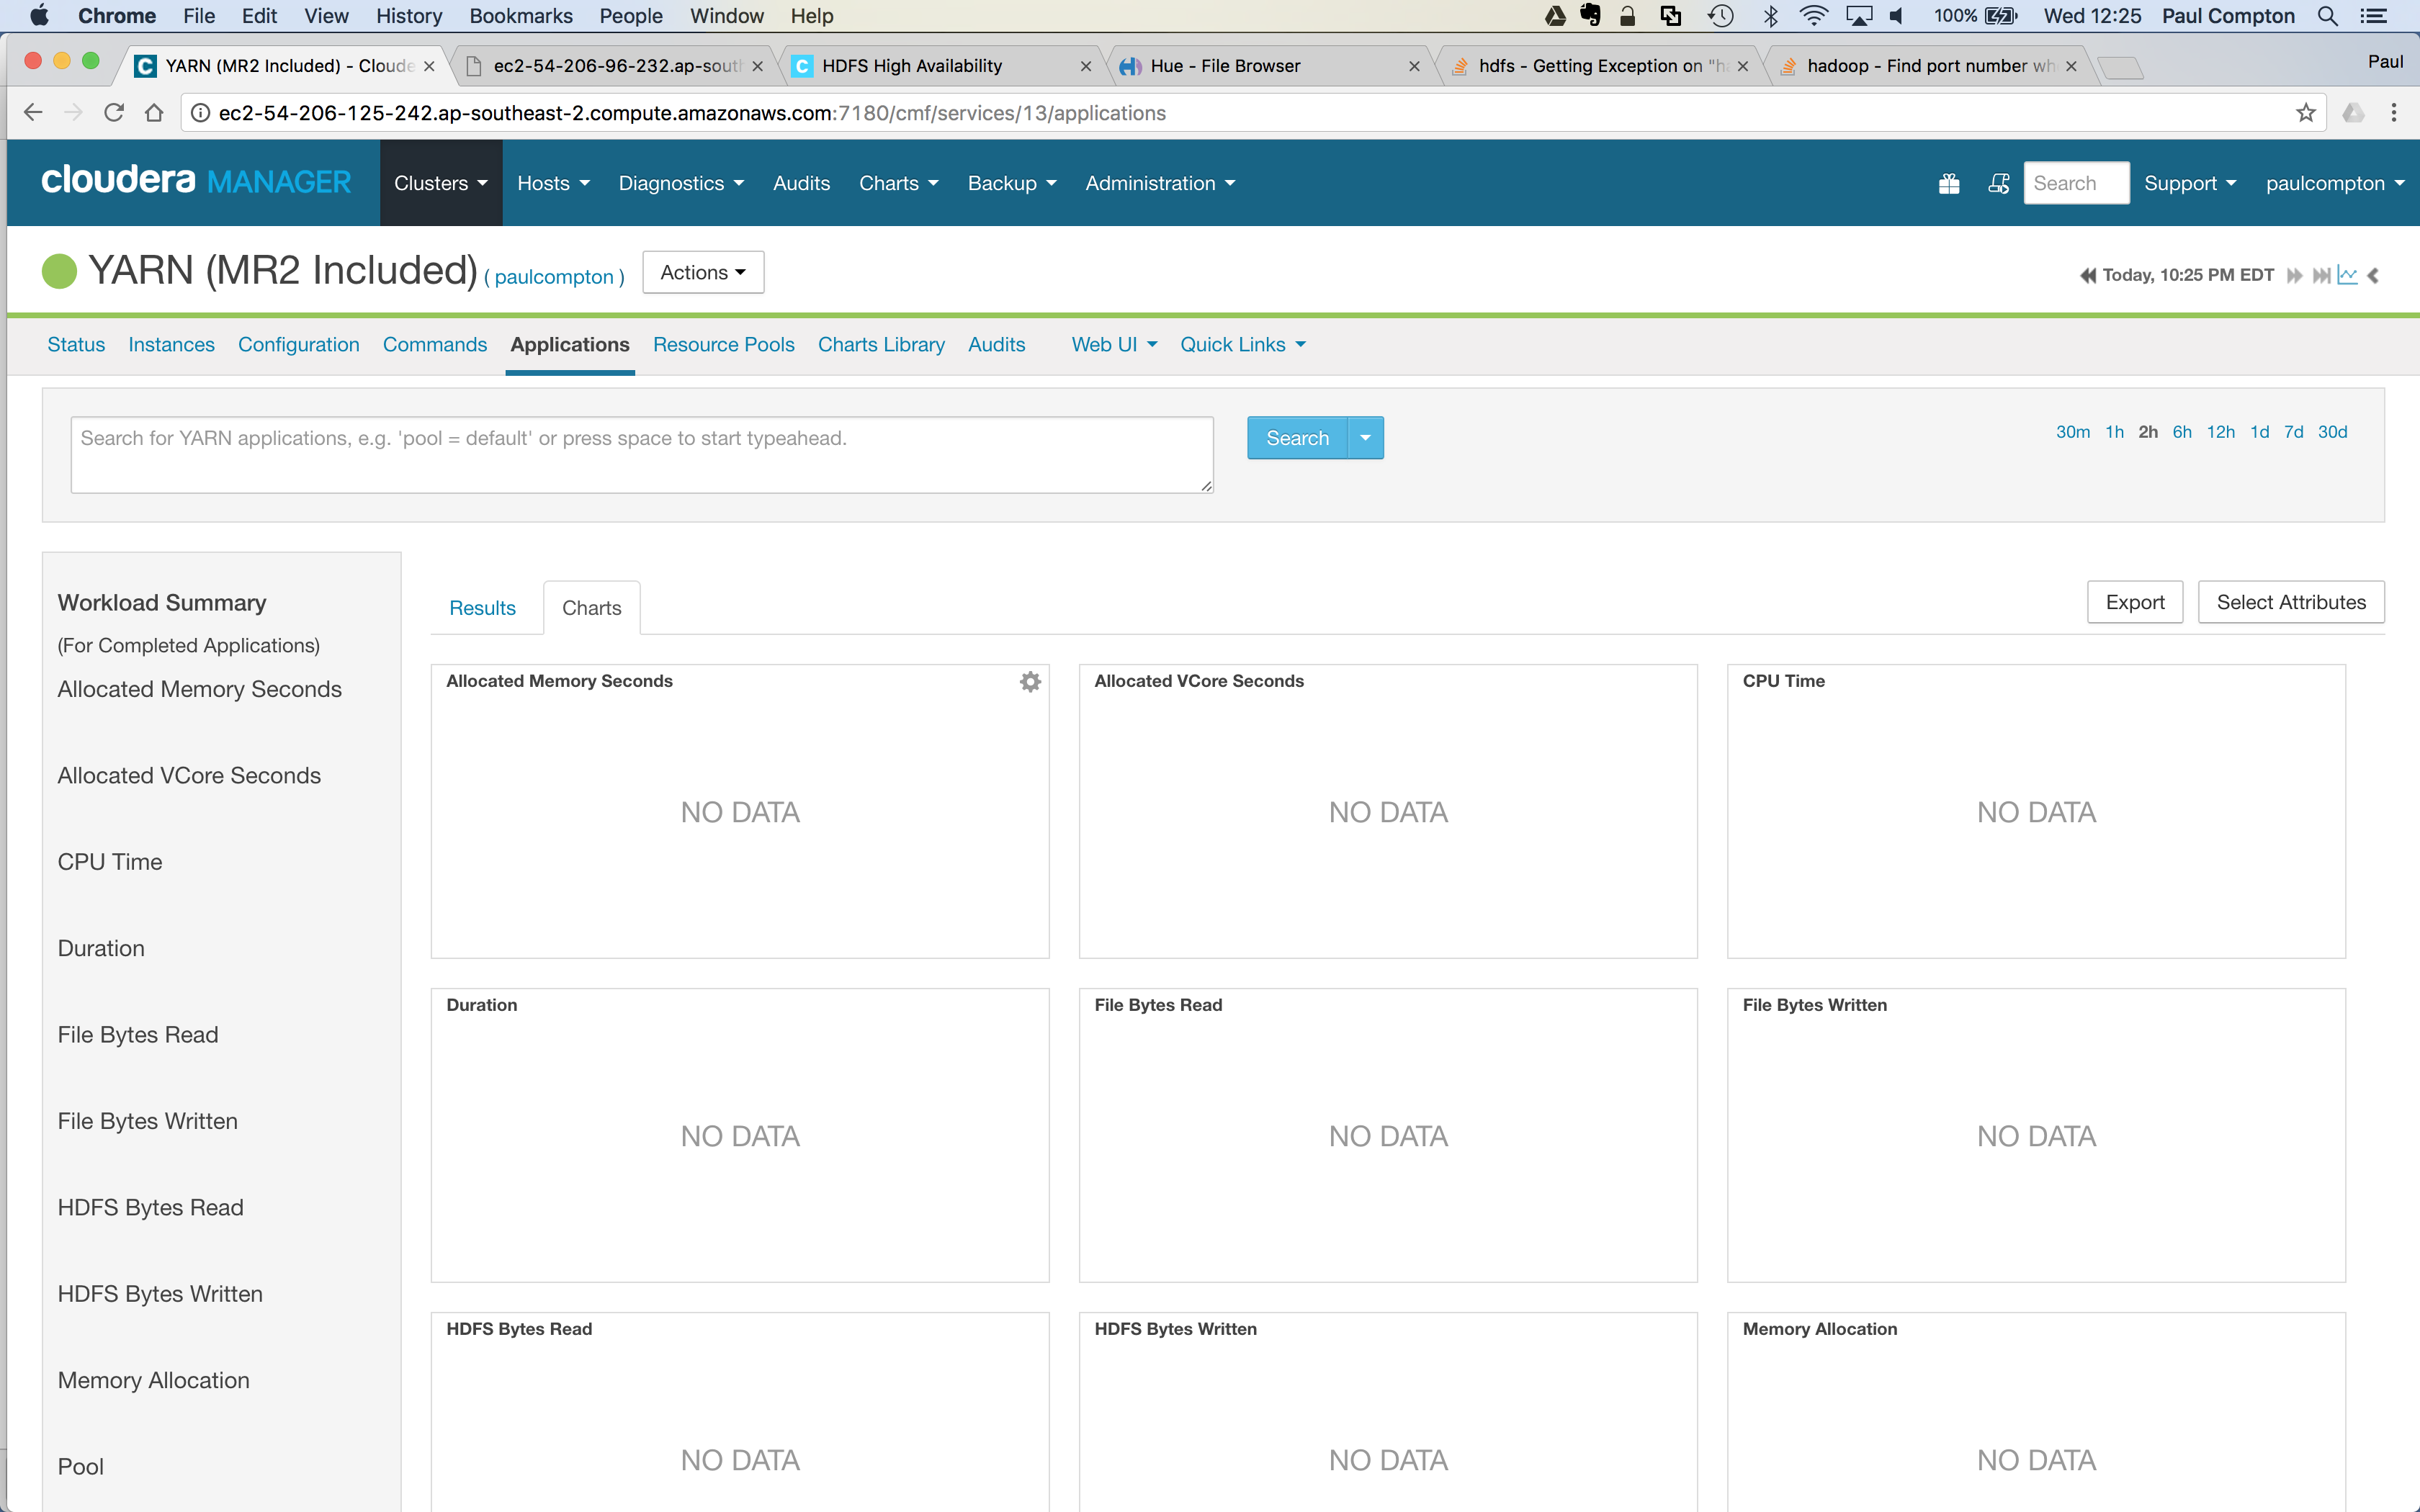 Chrome File Edit View History Bookmarks People Window Help 100% Wed 12:25 Paul Compton
YARN (MR2 Included) - Cloude ec2-54-206-96-232.ap-south HDFS High Availability Hue - File Browser hdfs - Getting Exception on "ha hadoop - Find port number wh Paul
ec2-54-206-125-242.ap-southeast-2.compute.amazonaws.com:7180/cmf/services/13/applications
cloudera MANAGER Clusters Hosts Diagnostics Audits Charts Backup Administration Search Support paulcompton
YARN (MR2 Included) ( paulcompton ) Actions Today, 10:25 PM EDT
Status Instances Configuration Commands Applications Resource Pools Charts Library Audits Web UI Quick Links
Search for YARN applications, e.g. 'pool = default' or press space to start typeahead. Search 30m 1h 2h 6h 12h 1d 7d 30d
Workload Summary
(For Completed Applications)
Allocated Memory Seconds
Allocated VCore Seconds
CPU Time
Duration
File Bytes Read
File Bytes Written
HDFS Bytes Read
HDFS Bytes Written
Memory Allocation
Pool
Results Charts Export Select Attributes
Allocated Memory Seconds Allocated VCore Seconds CPU Time
NO DATA NO DATA NO DATA
Duration File Bytes Read File Bytes Written
NO DATA NO DATA NO DATA
HDFS Bytes Read HDFS Bytes Written Memory Allocation
NO DATA NO DATA NO DATA